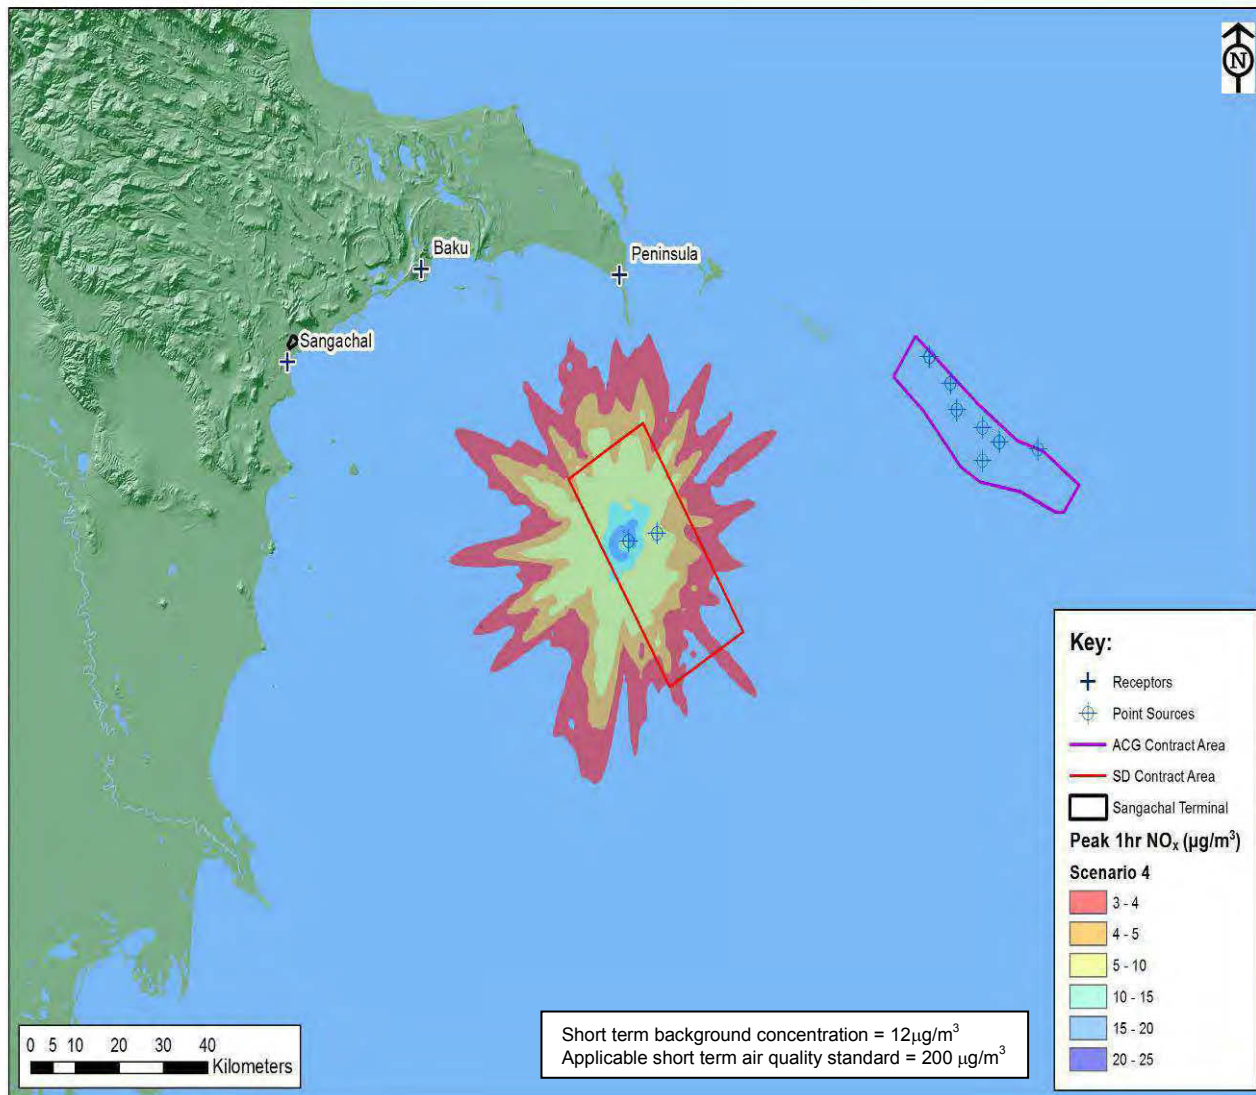 N
Baku
Peninsula
Sangachal
Key:
Receptors
Point Sources
ACG Contract Area
SD Contract Area
Sangachal Terminal
Peak 1hr NOₓ (µg/m³)
Scenario 4
3 - 4
4 - 5
5 - 10
10 - 15
15 - 20
20 - 25
Short term background concentration = 12µg/m³
Applicable short term air quality standard = 200 µg/m³
0 5 10 20 30 40
Kilometers